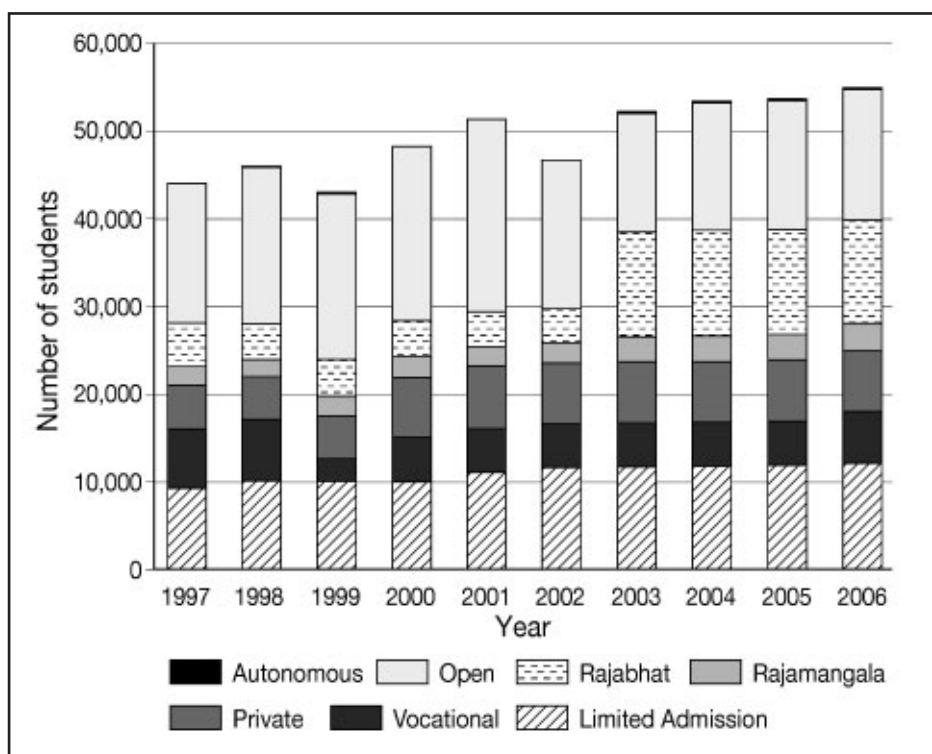 60,000
50,000
40,000
30,000
20,000
10,000
0
Number of students
1997 1998 1999 2000 2001 2002 2003 2004 2005 2006
Year
Autonomous Open Rajabhat Rajamangala
Private Vocational Limited Admission